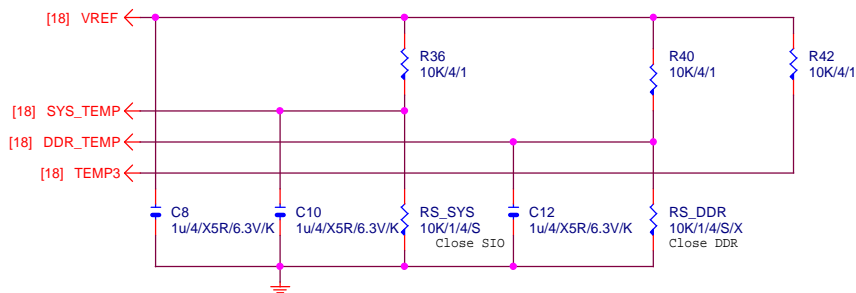 [18] VREF
R36
10K/4/1
R40
10K/4/1
R42
10K/4/1
[18] SYS_TEMP
[18] DDR_TEMP
[18] TEMP3
C8
1u/4/X5R/6.3V/K
C10
1u/4/X5R/6.3V/K
RS_SYS
10K/1/4/S
Close SIO
C12
1u/4/X5R/6.3V/K
RS_DDR
10K/1/4/S/X
Close DDR